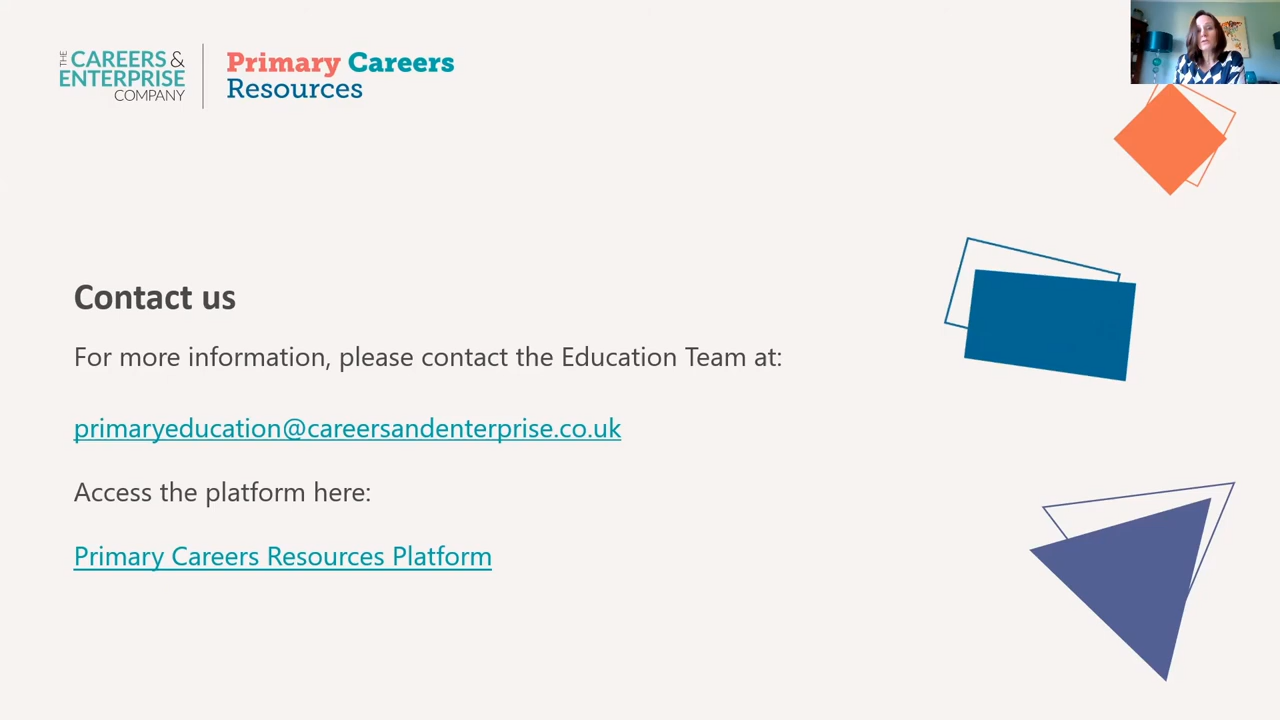 THE CAREERS &
ENTERPRISE
COMPANY
Primary Careers
Resources
Contact us
For more information, please contact the Education Team at:
primaryeducation@careersandenterprise.co.uk
Access the platform here:
Primary Careers Resources Platform